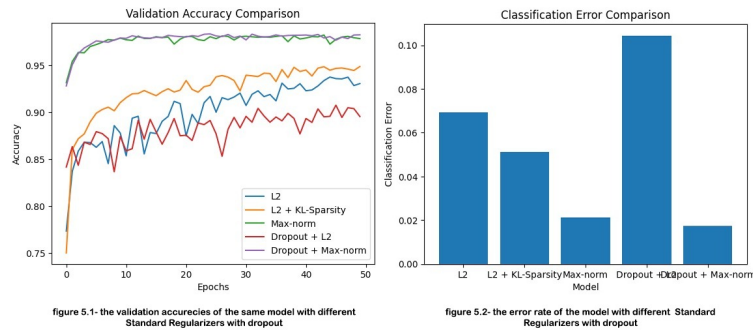 Validation Accuracy Comparison
Accuracy
0.95
0.90
0.85
0.80
0.75
L2
L2 + KL-Sparsity
Max-norm
Dropout + L2
Dropout + Max-norm
0 10 20 30 40 50
Epochs
figure 5.1- the validation accurecies of the same model with different
Standard Regularizers with dropout
Classification Error Comparison
Classification Error
0.10
0.08
0.06
0.04
0.02
0.00
L2 L2 + KL-Sparsity Max-norm Dropout + L2 Dropout + Max-norm
Model
figure 5.2- the error rate of the model with different Standard
Regularizers with dropout